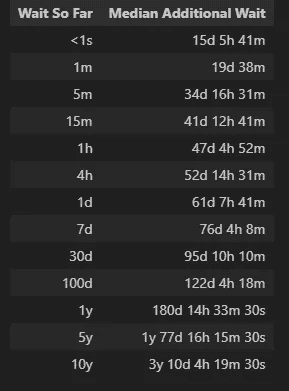 Wait So Far Median Additional Wait
<1s 15d 5h 41m
1m 19d 38m
5m 34d 16h 31m
15m 41d 12h 41m
1h 47d 4h 52m
4h 52d 14h 31m
1d 61d 7h 41m
7d 76d 4h 8m
30d 95d 10h 10m
100d 122d 4h 18m
1y 180d 14h 33m 30s
5y 1y 77d 16h 15m 30s
10y 3y 10d 4h 19m 30s